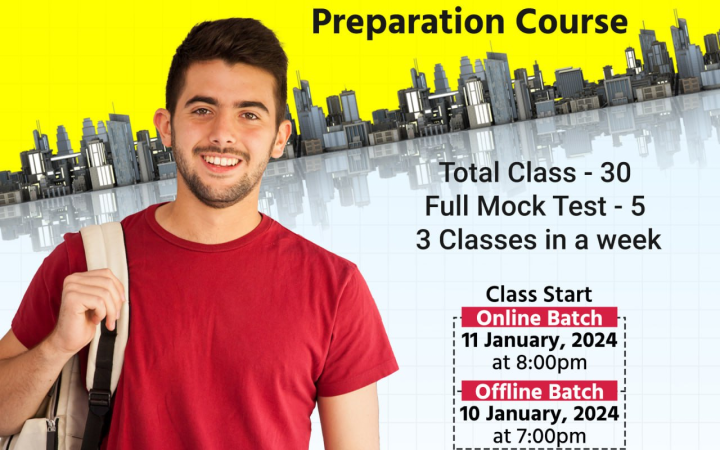 Preparation Course
Total Class - 30
Full Mock Test - 5
3 Classes in a week
Class Start
Online Batch
11 January, 2024
at 8:00pm
Offline Batch
10 January, 2024
at 7:00pm